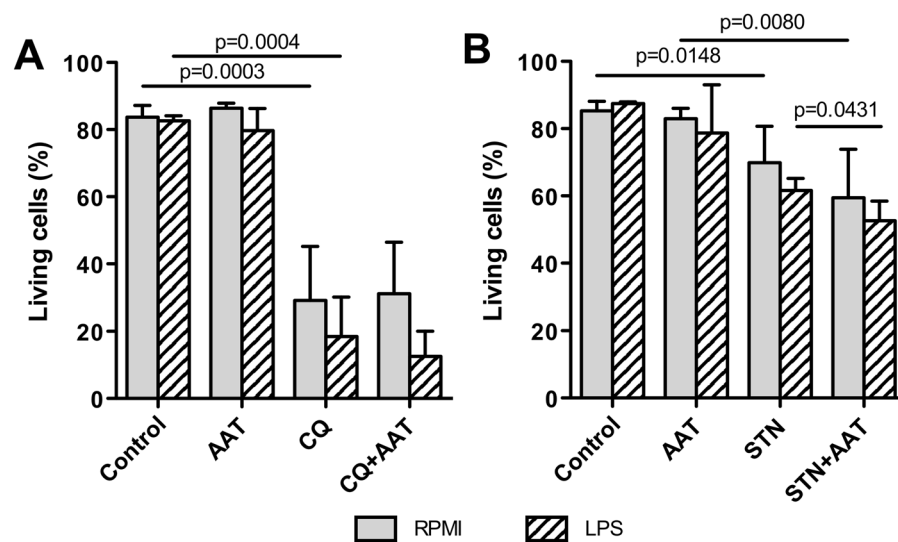 A
p=0.0004
p=0.0003
Living cells (%)
100
80
60
40
20
0
Control
AAT
CQ
CQ+AAT
B
p=0.0080
p=0.0148
p=0.0431
Living cells (%)
100
80
60
40
20
0
Control
AAT
STN
STN+AAT
RPMI
LPS